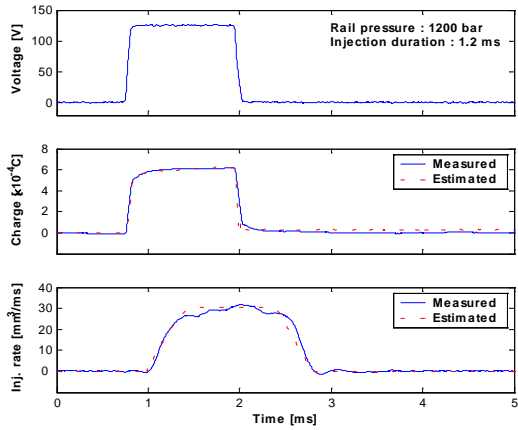 150
100
50
0
Voltage [V]
Rail pressure : 1200 bar
Injection duration : 1.2 ms
8
6
4
2
0
Charge [x10^-4C]
Measured
Estimated
40
30
20
10
0
Inj. rate [mm^3/ms]
Measured
Estimated
0 1 2 3 4 5
Time [ms]